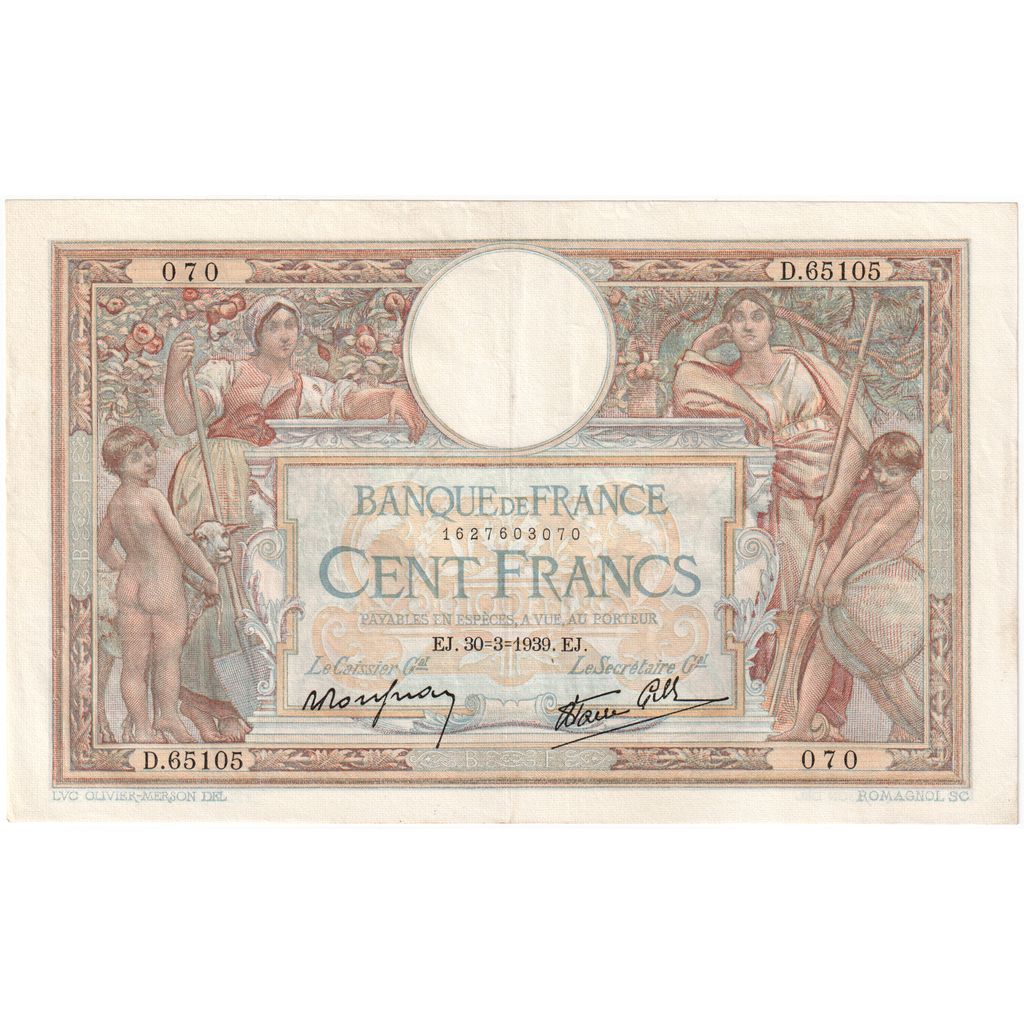 070 D.65105
BANQUE DE FRANCE
1627603070
CENT FRANCS
PAYABLES EN ESPÈCES, A VUE, AU PORTEUR
EJ. 30=3=1939. EJ.
Le Caissier Gal Le Secrétaire Gal
D.65105 070
B F
LVC OLIVIER-MERSON DEL ROMAGNOL SC